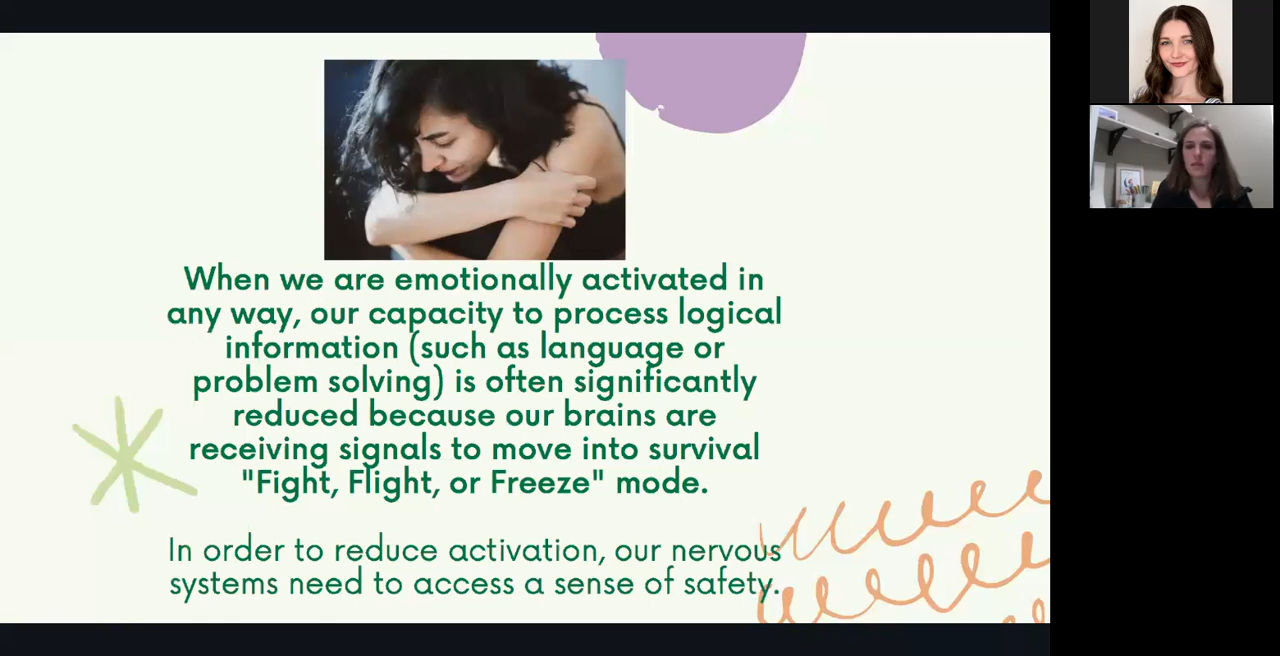 When we are emotionally activated in
any way, our capacity to process logical
information (such as language or
problem solving) is often significantly
reduced because our brains are
receiving signals to move into survival
"Fight, Flight, or Freeze" mode.
In order to reduce activation, our nervous
systems need to access a sense of safety.